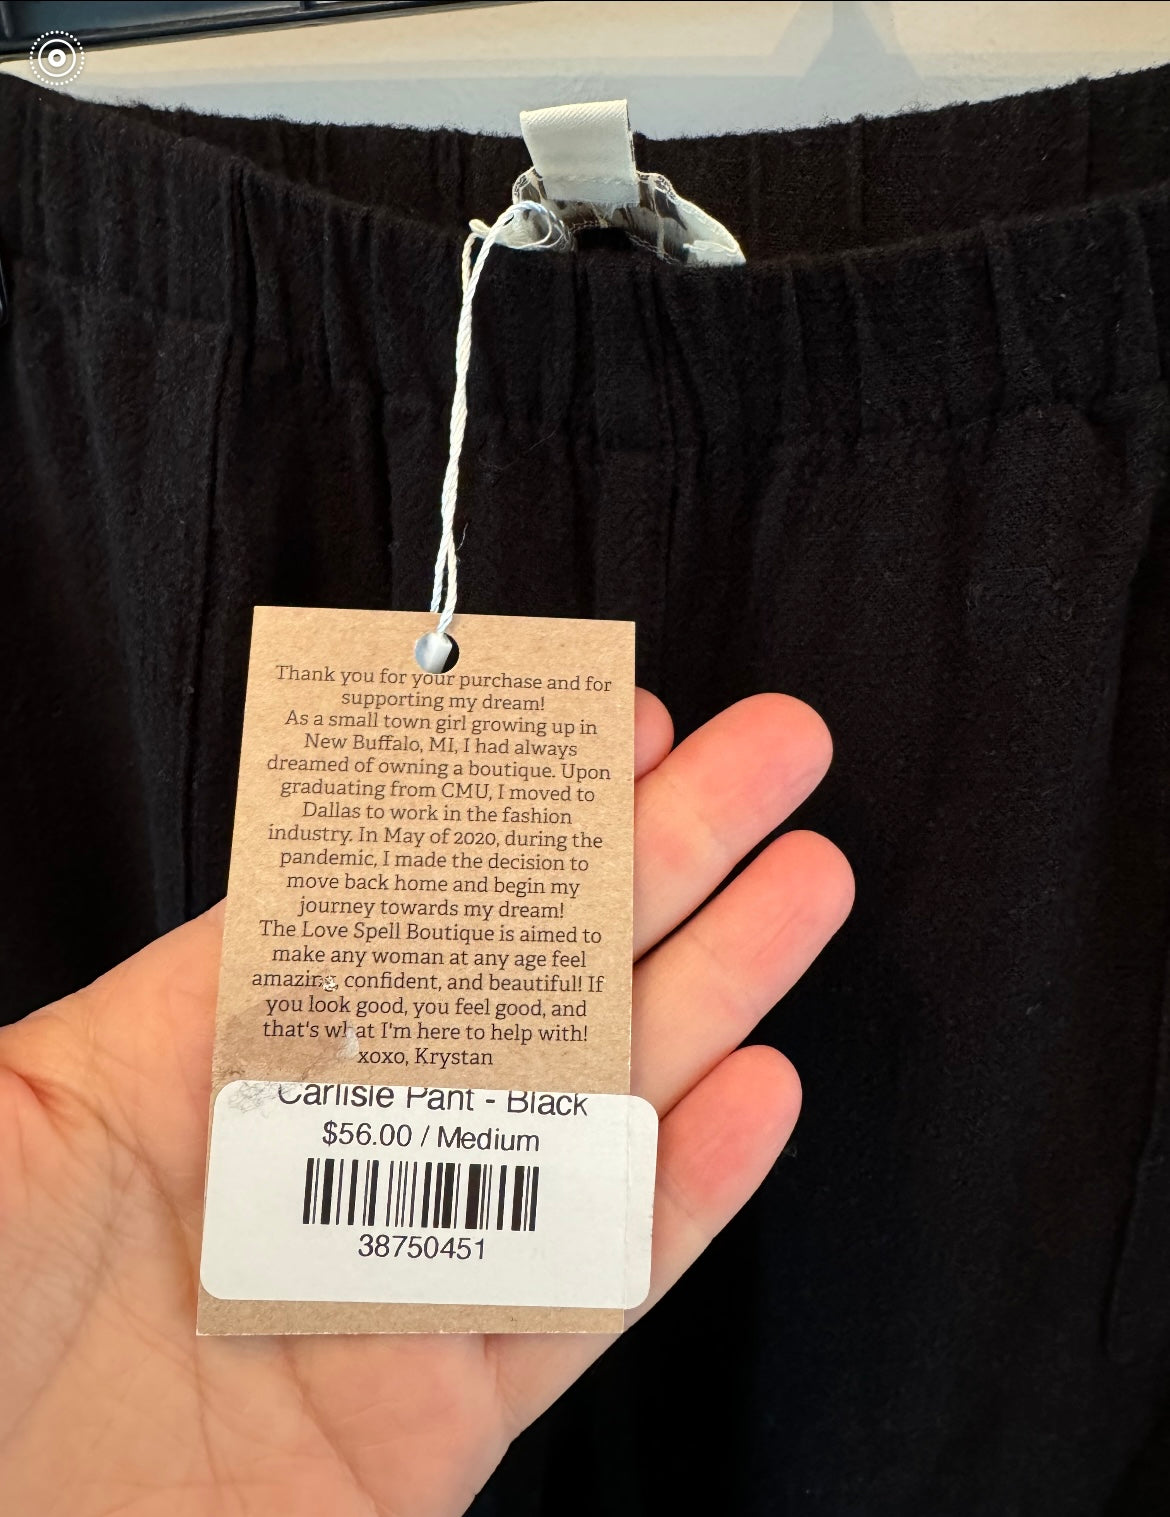 Thank you for your purchase and for
supporting my dream!
As a small town girl growing up in
New Buffalo, MI, I had always
dreamed of owning a boutique. Upon
graduating from CMU, I moved to
Dallas to work in the fashion
industry. In May of 2020, during the
pandemic, I made the decision to
move back home and begin my
journey towards my dream!
The Love Spell Boutique is aimed to
make any woman at any age feel
amazing, confident, and beautiful! If
you look good, you feel good, and
that's what I'm here to help with!
xoxo, Krystan
Carlisle Pant - Black
$56.00 / Medium
38750451